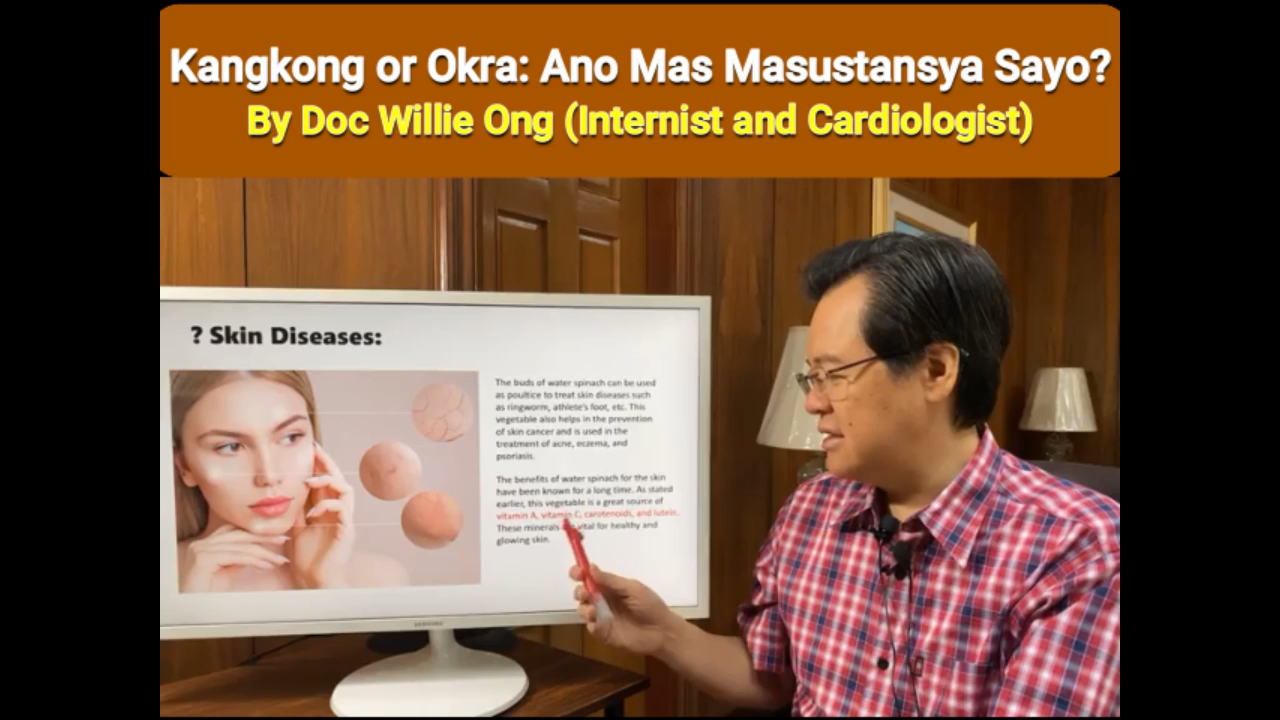 Kangkong or Okra: Ano Mas Masustansya Sayo?
By Doc Willie Ong (Internist and Cardiologist)
? Skin Diseases:
The buds of water spinach can be used
as poultice to treat skin diseases such
as ringworm, athlete's foot, etc. This
vegetable also helps in the prevention
of skin cancer and is used in the
treatment of acne, eczema, and
psoriasis.
The benefits of water spinach for the skin
have been known for a long time. As stated
earlier, this vegetable is a great source of
vitamin A, vitamin C, carotenoids, and lutein.
These minerals vital for healthy and
glowing skin.
SAMSUNG